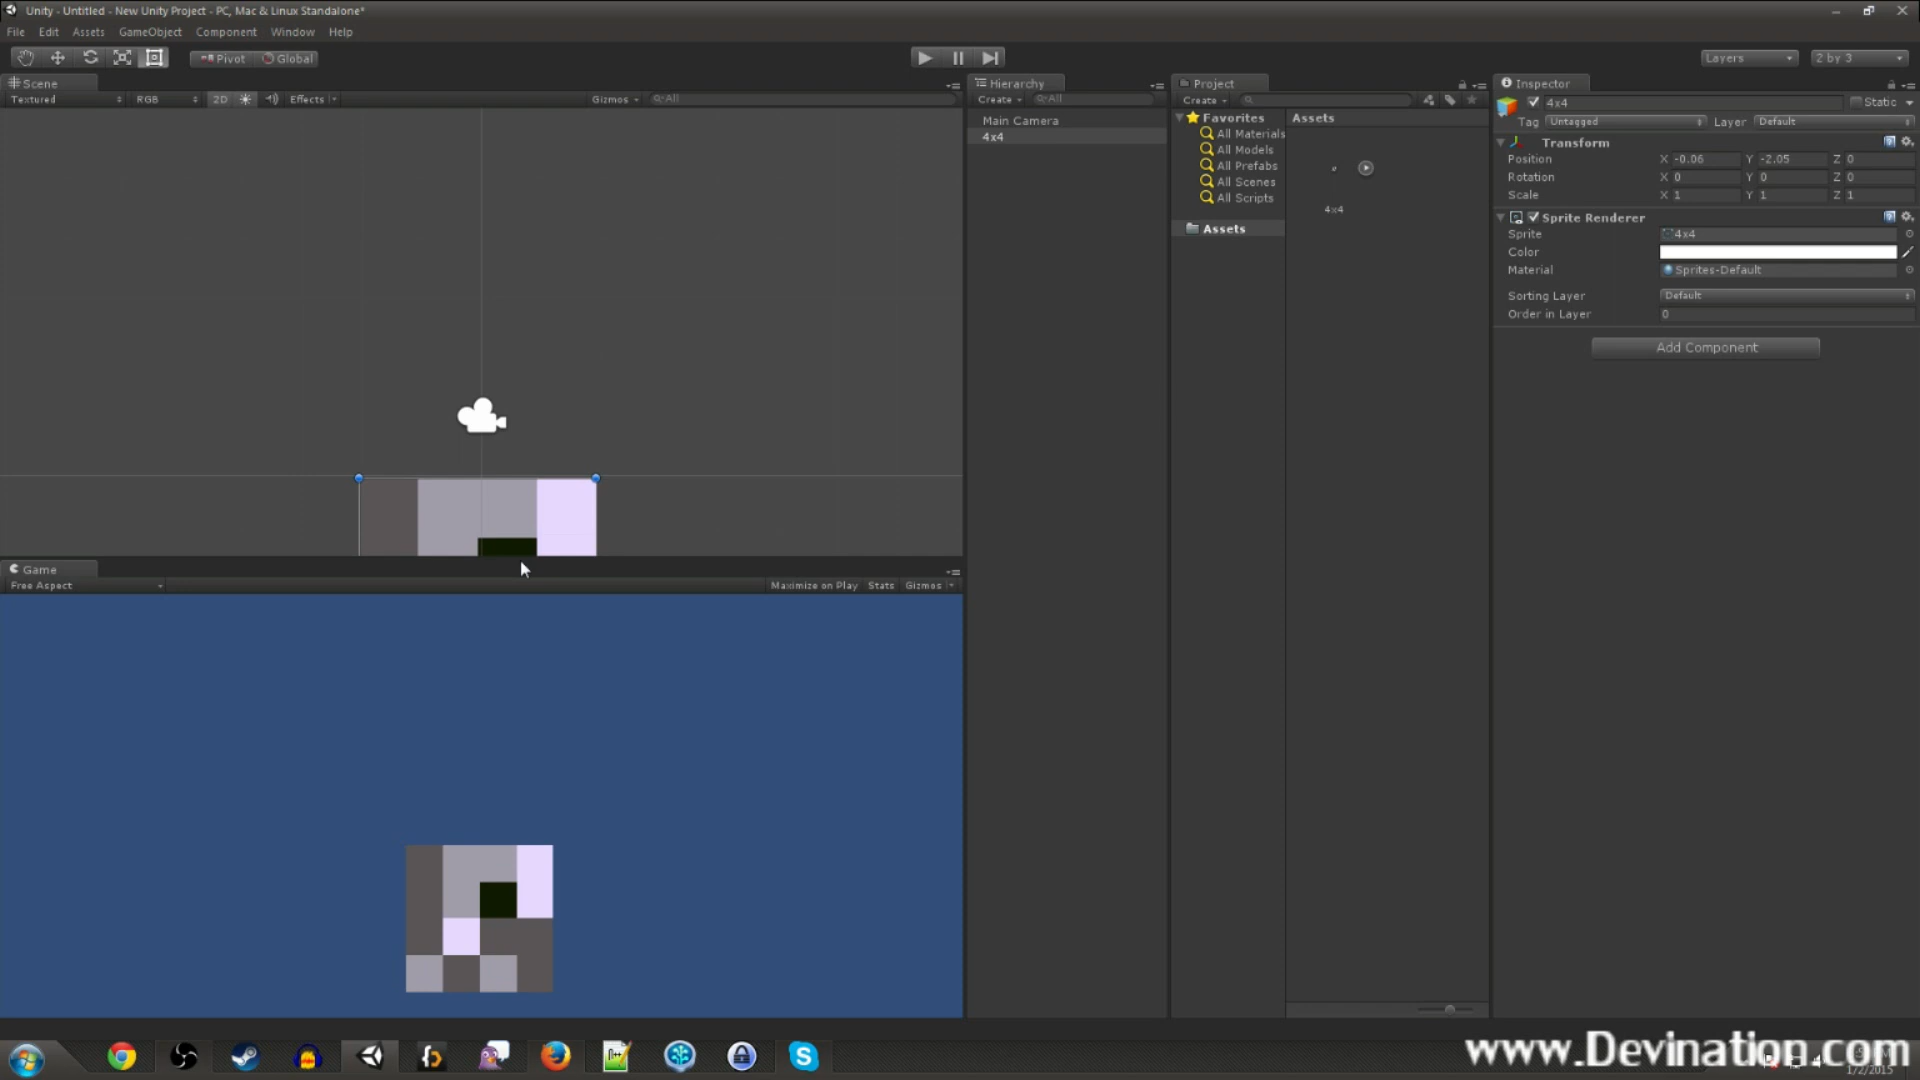 Unity - Untitled - New Unity Project - PC, Mac & Linux Standalone*
File Edit Assets GameObject Component Window Help
Pivot Global
Layers 2 by 3
Scene
Textured RGB 2D Effects Gizmos All
Game
Free Aspect Maximize on Play Stats Gizmos
Hierarchy
Create All
Main Camera
4x4
Project
Create
Favorites
All Materials
All Models
All Prefabs
All Scenes
All Scripts
Assets
Assets
4x4
Inspector
4x4 Static
Tag Untagged Layer Default
Transform
Position X -0.06 Y -2.05 Z 0
Rotation X 0 Y 0 Z 0
Scale X 1 Y 1 Z 1
Sprite Renderer
Sprite 4x4
Color
Material Sprites-Default
Sorting Layer Default
Order in Layer 0
Add Component
www.Devination.com
1/2/2015